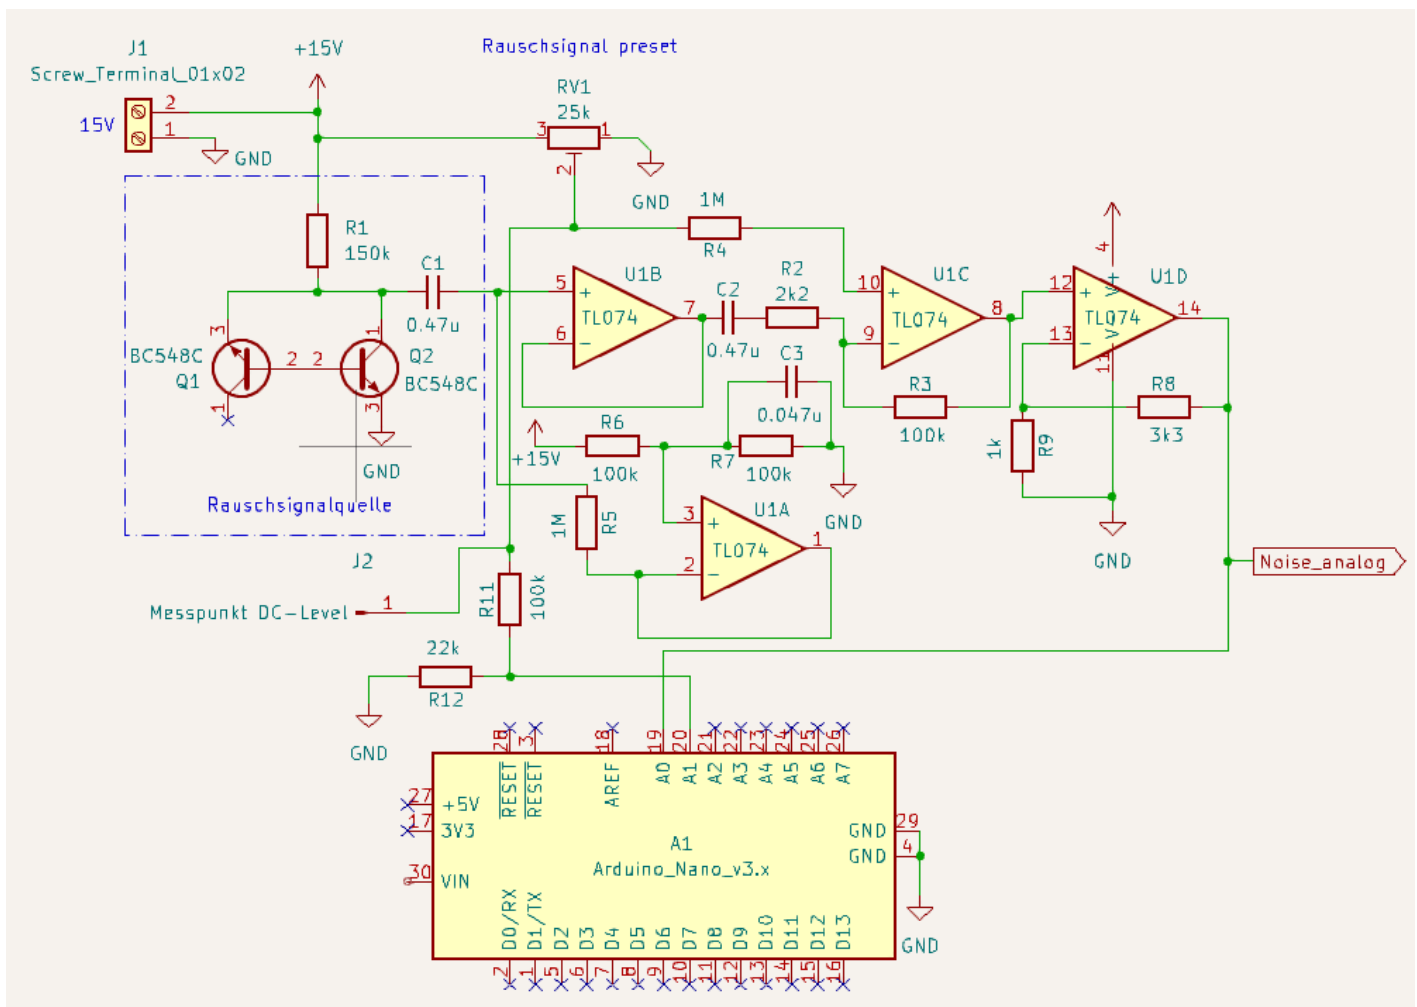 J1
Screw_Terminal_01x02
+15V
Rauschsignal preset
15V
2
1
GND
RV1
25k
3
1
2
GND
R1
150k
C1
0.47u
1M
R4
3
BC548C
Q1
1
2
2
1
Q2
BC548C
3
GND
Rauschsignalquelle
5
+
6
−
U1B
TL074
7
C2
0.47u
R2
2k2
C3
0.047u
10
+
9
−
U1C
TL074
8
R3
100k
12
+
13
−
U1D
TL074
14
4
V+
V-
11
R8
3k3
1k
R9
GND
Noise_analog
+15V
R6
100k
R7
100k
GND
1M
R5
3
+
2
−
U1A
TL074
1
J2
Messpunkt DC-Level
1
R11
100k
22k
R12
GND
28
3
18
19
20
21
22
23
24
25
26
RESET
RESET
AREF
A0
A1
A2
A3
A4
A5
A6
A7
27
+5V
17
3V3
30
VIN
A1
Arduino_Nano_v3.x
GND
29
GND
4
GND
D0/RX
D1/TX
D2
D3
D4
D5
D6
D7
D8
D9
D10
D11
D12
D13
2
1
5
6
7
8
9
10
11
12
13
14
15
16